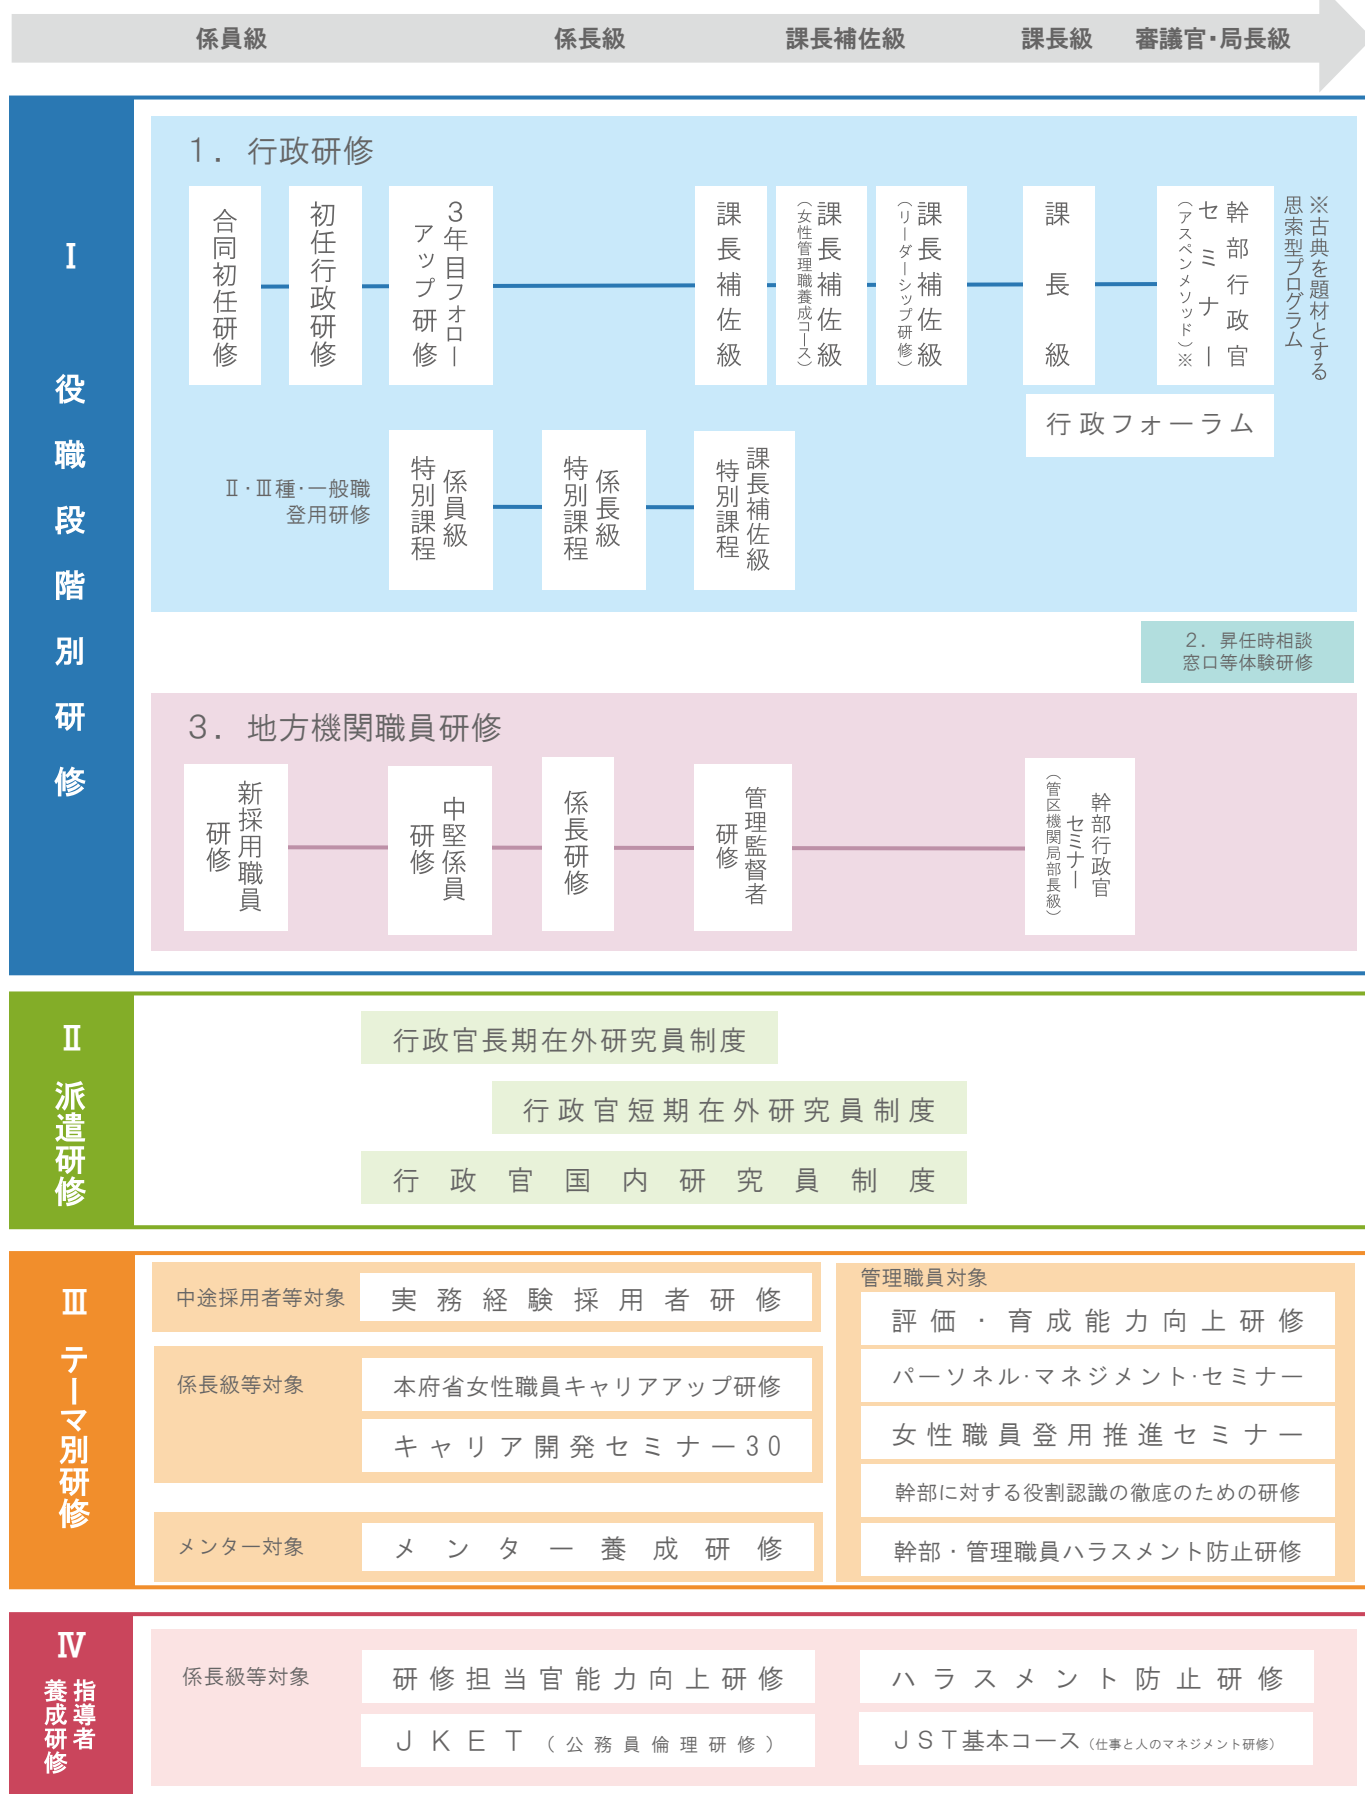 係員級
係長級
課長補佐級
課長級
審議官・局長級
Ⅰ 役職段階別研修
1．行政研修
合同初任研修
初任行政研修
3年目フォロー
アップ研修
課長補佐級
課長補佐級
（女性管理職養成コース）
課長補佐級
（リーダーシップ研修）
課長級
幹部行政官
セミナー
（アスペンメソッド）※
※古典を題材とする
思索型プログラム
行政フォーラム
Ⅱ・Ⅲ種・一般職
登用研修
係員級
特別課程
係長級
特別課程
課長補佐級
特別課程
2．昇任時相談
窓口等体験研修
3．地方機関職員研修
新採用職員
研修
中堅係員
研修
係長研修
管理監督者
研修
幹部行政官
セミナー
（管区機関局部長級）
Ⅱ 派遣研修
行政官長期在外研究員制度
行政官短期在外研究員制度
行政官国内研究員制度
Ⅲ テーマ別研修
中途採用者等対象
実務経験採用者研修
係長級等対象
本府省女性職員キャリアアップ研修
キャリア開発セミナー30
メンター対象
メンター養成研修
管理職員対象
評価・育成能力向上研修
パーソネル・マネジメント・セミナー
女性職員登用推進セミナー
幹部に対する役割認識の徹底のための研修
幹部・管理職員ハラスメント防止研修
Ⅳ
指導者
養成研修
係長級等対象
研修担当官能力向上研修
ハラスメント防止研修
ＪＫＥＴ（公務員倫理研修）
ＪＳＴ基本コース（仕事と人のマネジメント研修）